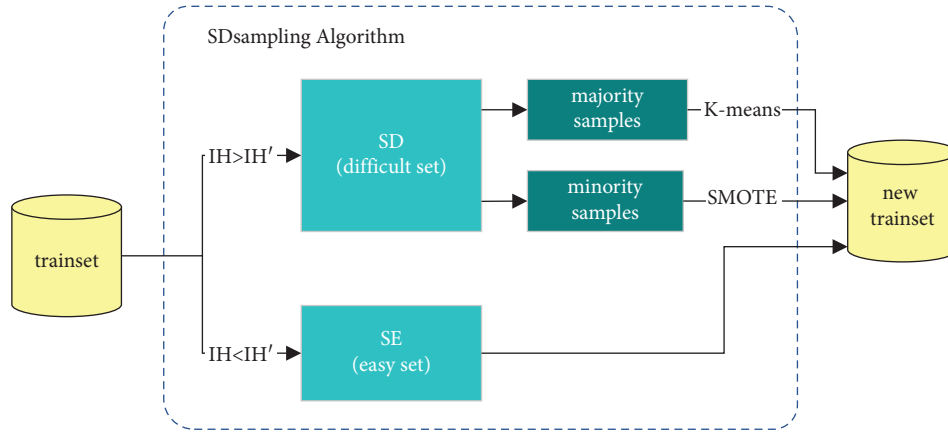 SDsampling Algorithm
trainset
IH>IH′
SD
(difficult set)
majority
samples
K-means
minority
samples
SMOTE
IH<IH′
SE
(easy set)
new
trainset